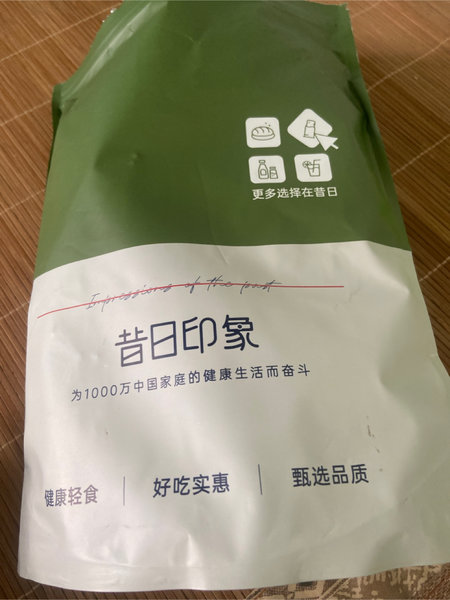 更多选择在昔日
Impressions of the past
昔日印象
为1000万中国家庭的健康生活而奋斗
健康轻食 | 好吃实惠 | 甄选品质